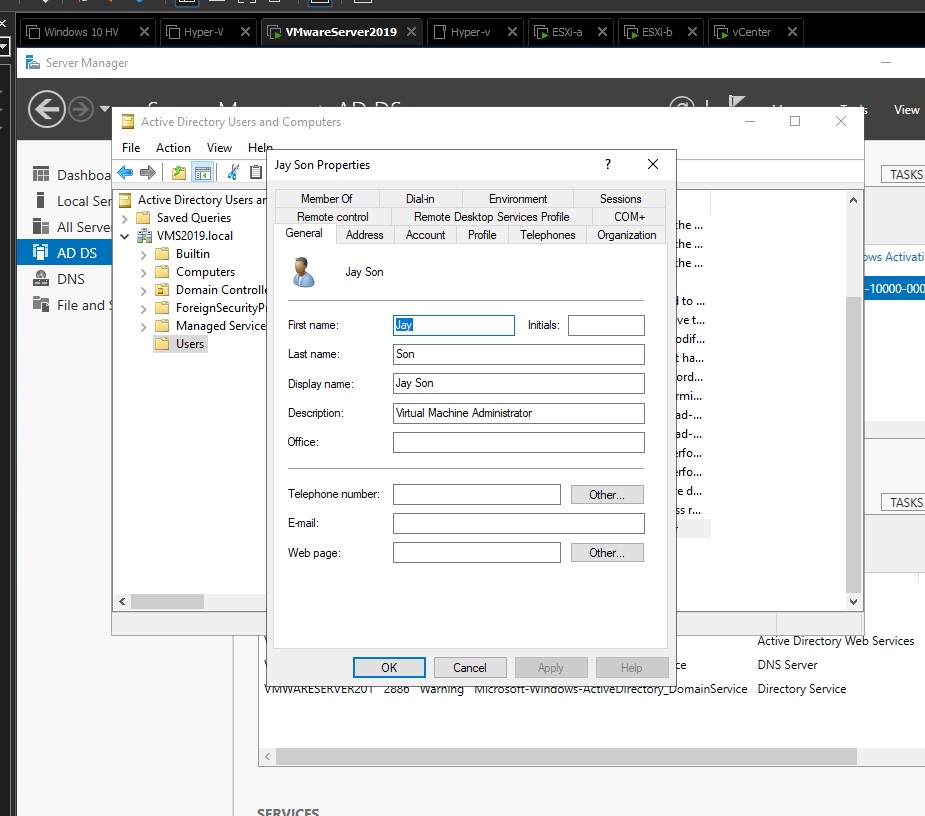 Windows 10 HV
Hyper-V
VMwareServer2019
Hyper-v
ESXi-a
ESXi-b
vCenter
Server Manager
AD DS
View
Active Directory Users and Computers
File Action View Help
Jay Son Properties
?
Dashboa
Local Ser
All Serve
AD DS
DNS
File and S
Active Directory Users ar
Saved Queries
VMS2019.local
Builtin
Computers
Domain Controlle
ForeignSecurityPr
Managed Service
Users
Member Of Dial-in Environment Sessions
Remote control Remote Desktop Services Profile COM+
General Address Account Profile Telephones Organization
Jay Son
First name: Jay Initials:
Last name: Son
Display name: Jay Son
Description: Virtual Machine Administrator
Office:
Telephone number: Other...
E-mail:
Web page: Other...
OK Cancel Apply Help
the ...
the ...
the ...
d to ...
ve t...
odif...
t ha...
ord...
rmi...
ad-...
ad-...
erfo...
erfo...
e d...
ss r...
TASKS
ows Activati
-10000-000
TASKS
Active Directory Web Services
ce DNS Server
VMWARESERVER201 2886 Warning Microsoft-Windows-ActiveDirectory_DomainService Directory Service
SERVICES